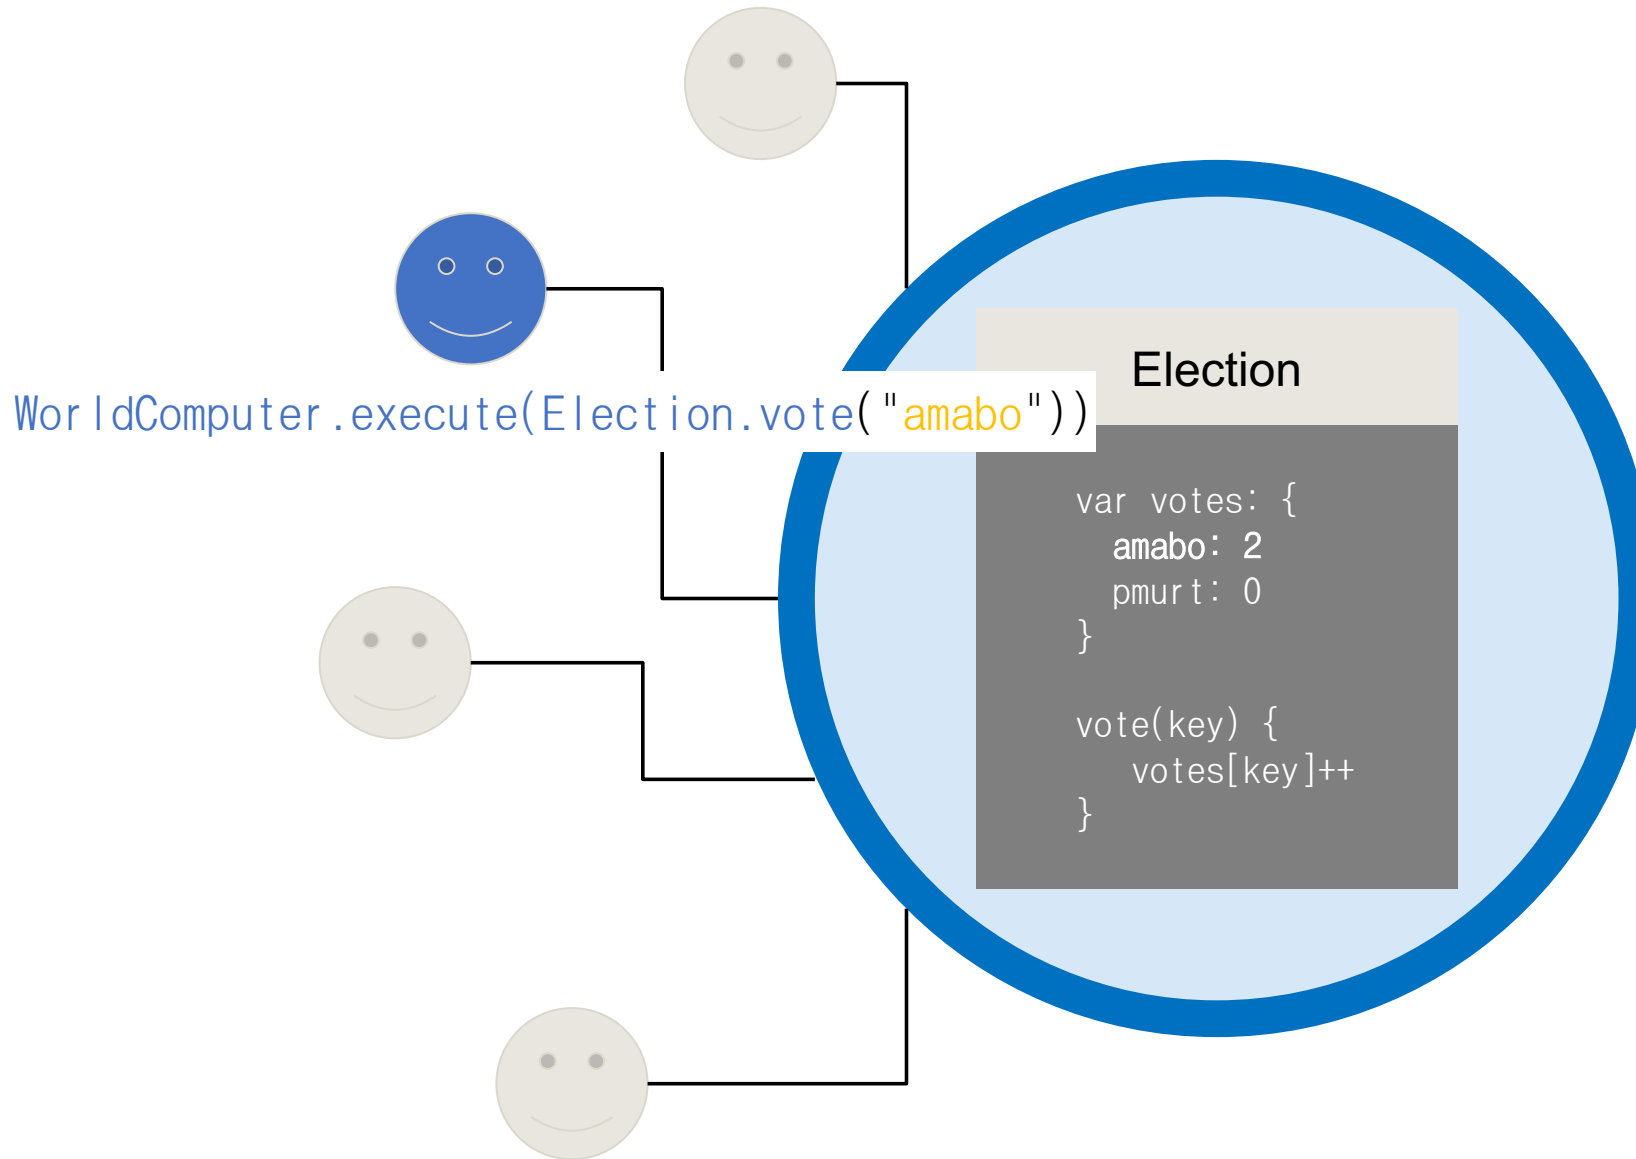 Election
WorldComputer.execute(Election.vote("amabo"))
var votes: {
amabo: 2
pmurt: 0
}
vote(key) {
votes[key]++
}